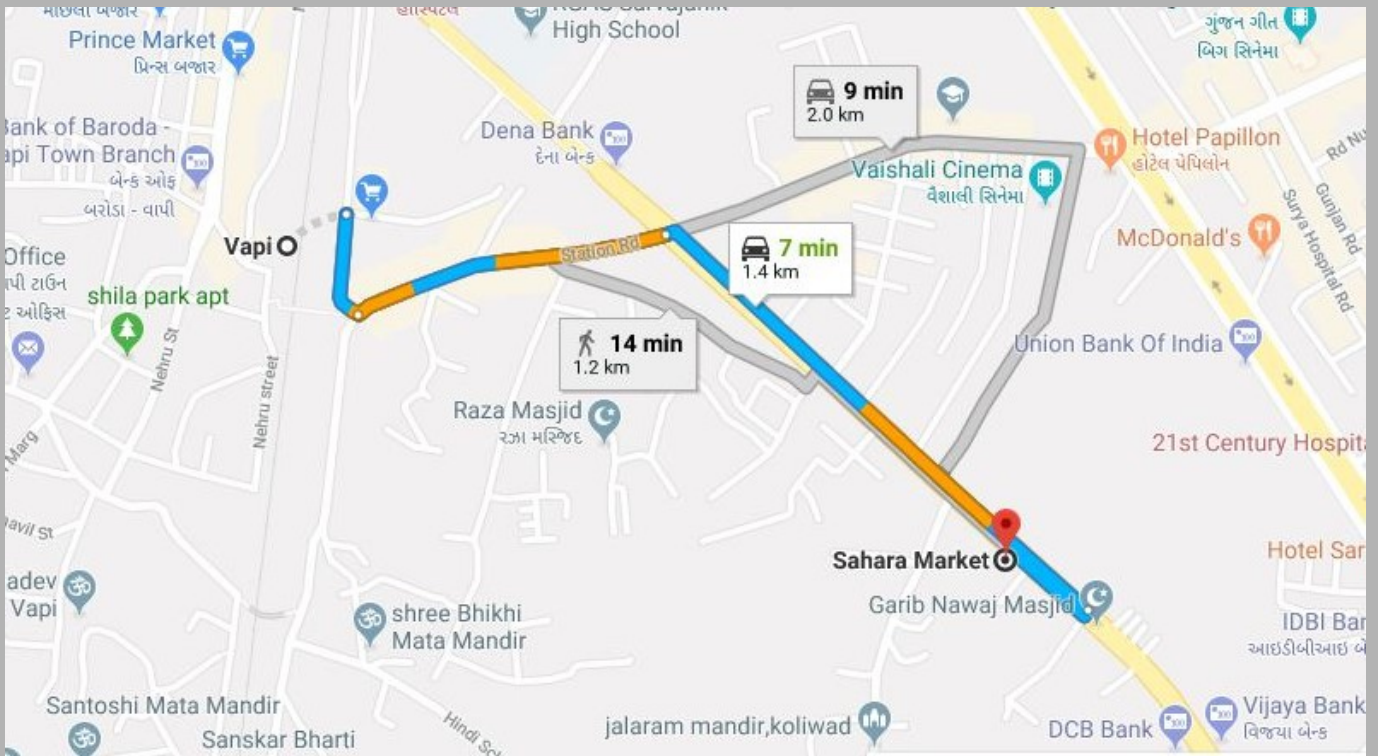 High School
ગુંજન ગીત
બિગ સિનેમા
Prince Market
પ્રિન્સ બજાર
9 min
2.0 km
Bank of Baroda -
Town Branch
બેન્ક ઓફ
બરોડા - વાપી
Dena Bank
દેના બેન્ક
Hotel Papillon
હોટેલ પેપિલોન
Vaishali Cinema
વૈશાલી સિનેમા
Surya Hospital Rd
Gunjan Rd
Vapi
Station Rd
7 min
1.4 km
McDonald's
Office
shila park apt
14 min
1.2 km
Union Bank Of India
Nehru St
Nehru street
Raza Masjid
રઝા મસ્જિદ
Marg
21st Century
Sahara Market
Hotel
Garib Nawaj Masjid
Vapi
shree Bhikhi
Mata Mandir
IDBI
Santoshi Mata Mandir
Sanskar Bharti
Hindi
jalaram mandir,koliwad
DCB Bank
Vijaya Bank
વિજયા બેન્ક